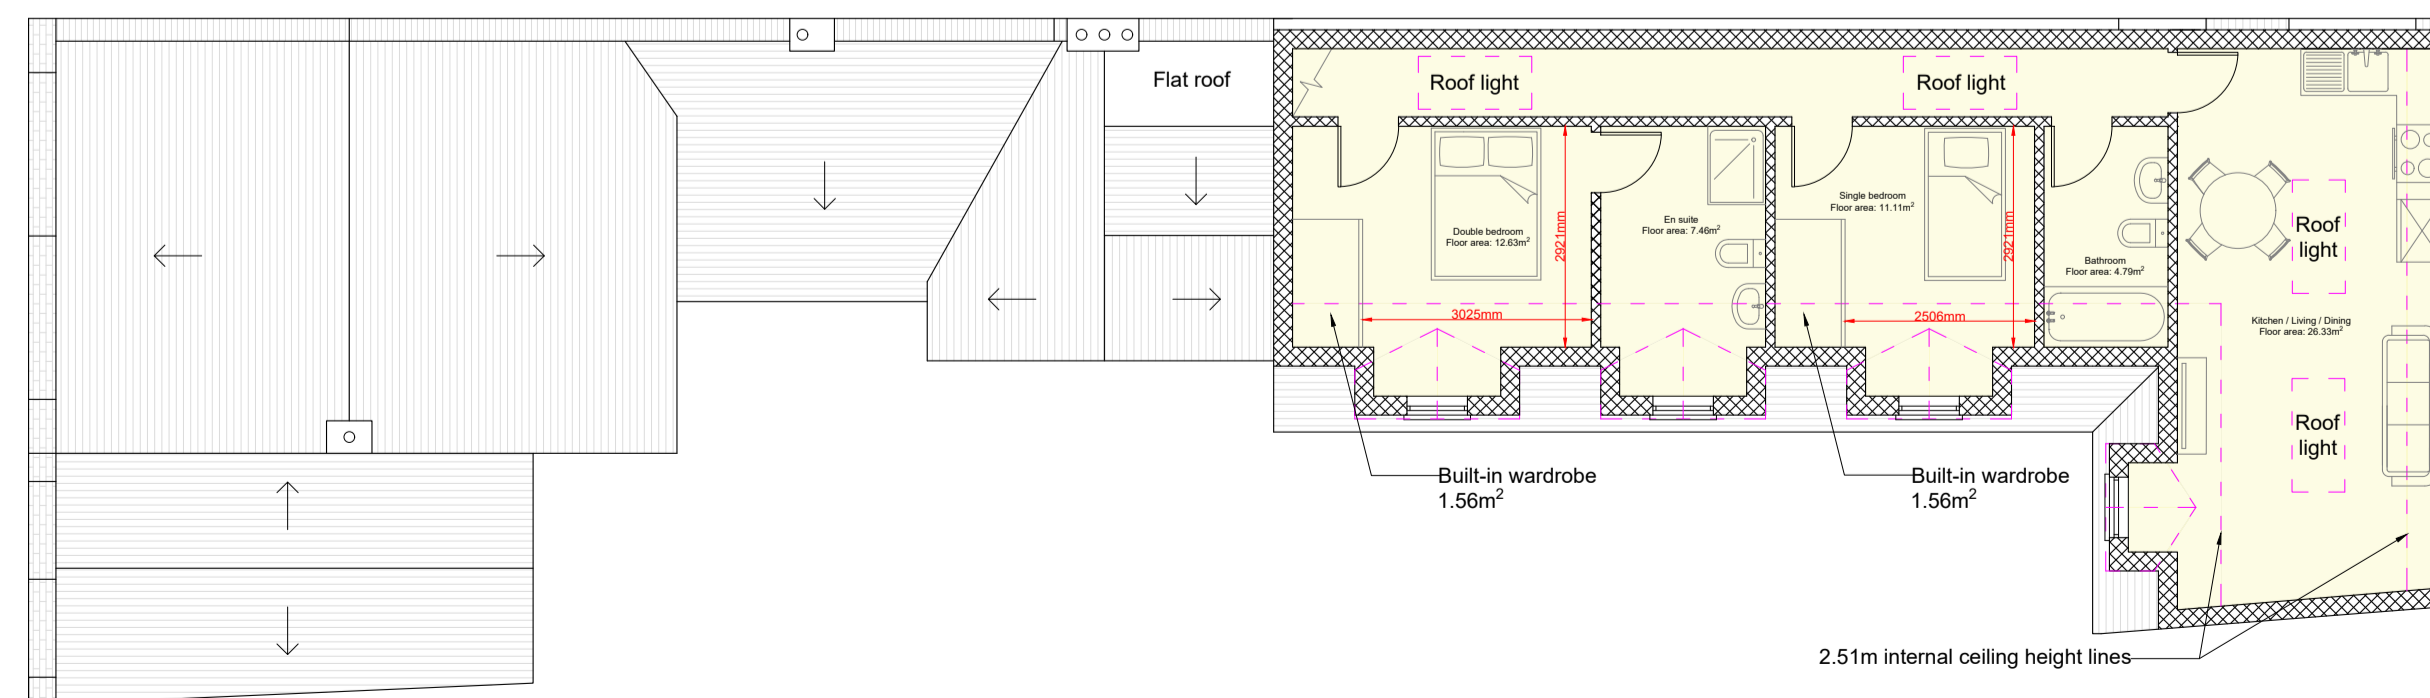 Flat roof
Roof light
Roof light
Double bedroom
Floor area: 12.63m²
2921mm
3025mm
En suite
Floor area: 7.46m²
Single bedroom
Floor area: 11.11m²
2921mm
2506mm
Bathroom
Floor area: 4.79m²
Roof
light
Kitchen / Living / Dining
Floor area: 26.33m²
Roof
light
Built-in wardrobe
1.56m²
Built-in wardrobe
1.56m²
2.51m internal ceiling height lines